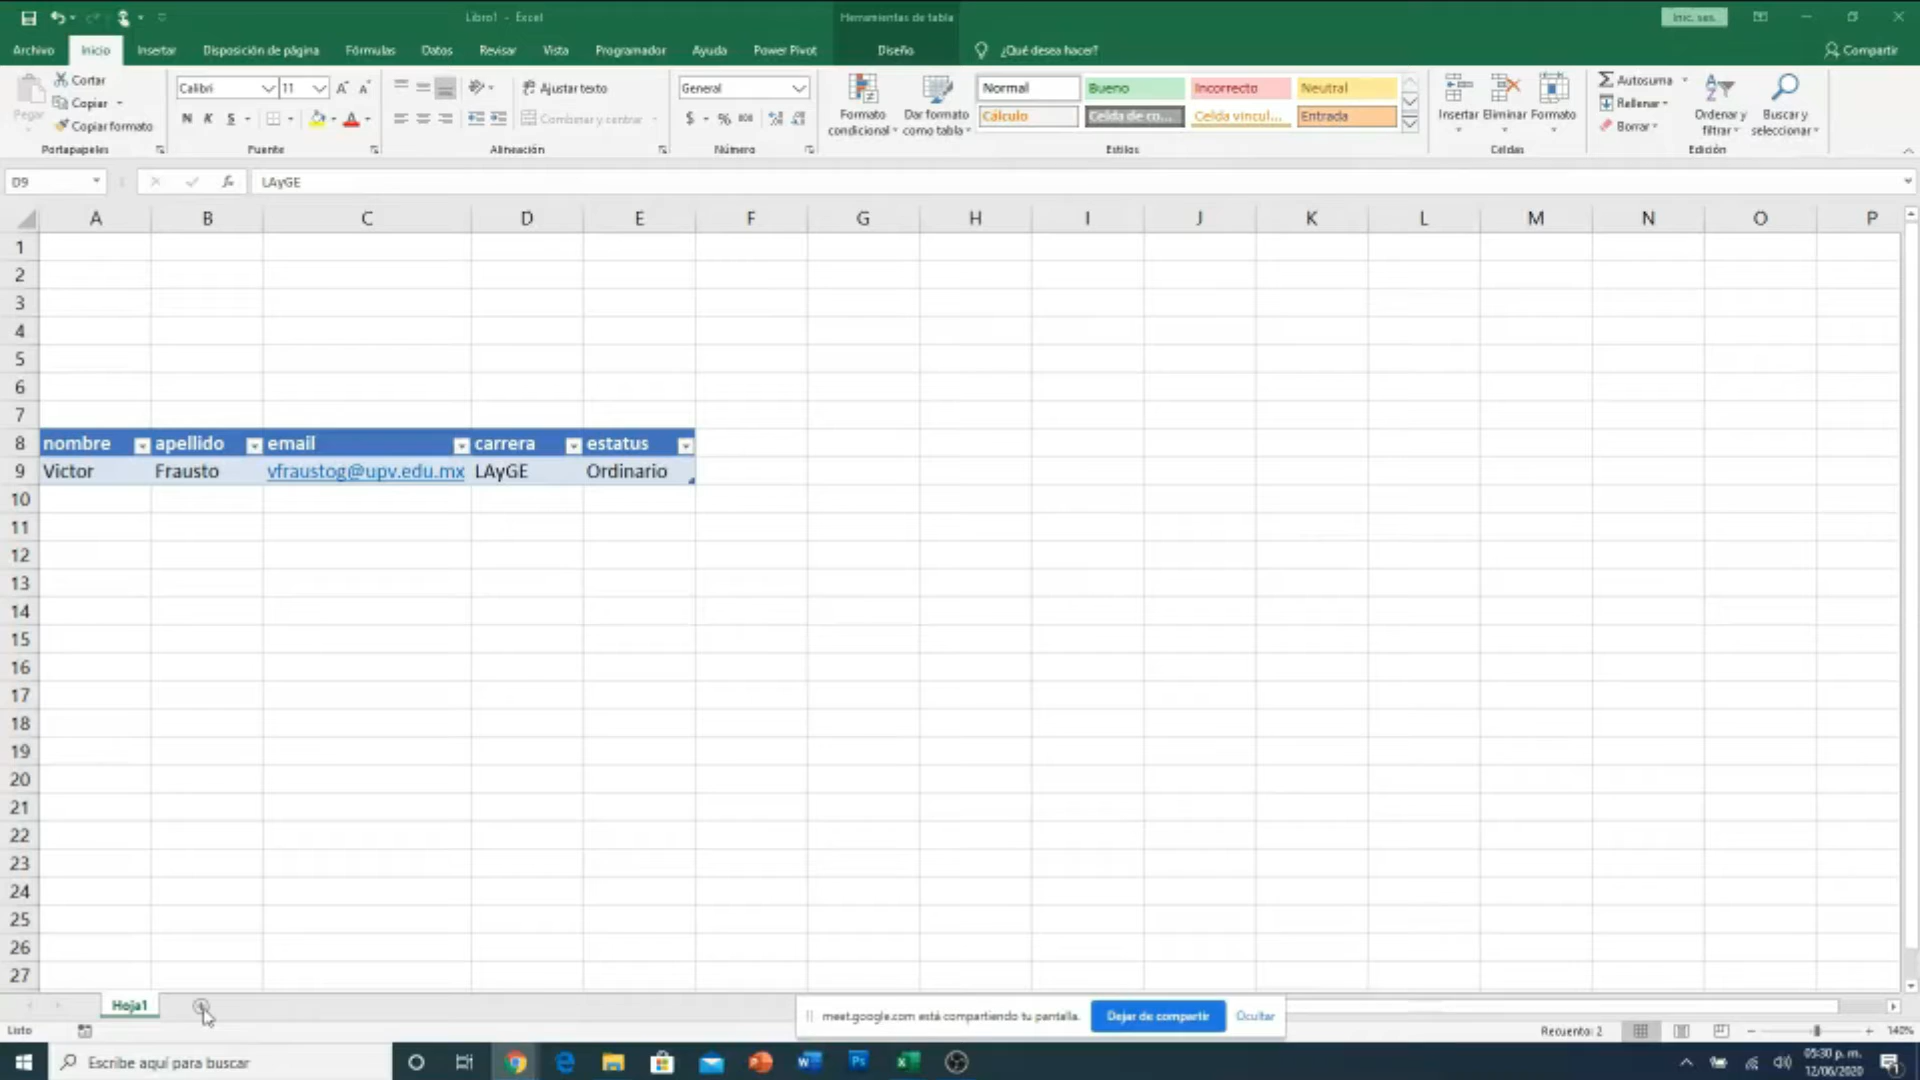 Libro1 - Excel
Herramientas de tabla
Inic. ses.
Archivo Inicio Insertar Disposición de página Fórmulas Datos Revisar Vista Programador Ayuda Power Pivot Diseño ¿Qué desea hacer? Compartir
Pegar
Cortar
Copiar
Copiar formato
Portapapeles
Calibri 11
N K S
Fuente
Ajustar texto
Combinar y centrar
Alineación
General
$ % 000
Número
Formato condicional
Dar formato como tabla
Normal Bueno Incorrecto Neutral
Cálculo Celda de co... Celda vincul... Entrada
Estilos
Insertar Eliminar Formato
Celdas
Autosuma
Rellenar
Borrar
Ordenar y filtrar
Buscar y seleccionar
Edición
D9 fx LAyGE
A B C D E F G H I J K L M N O P
1
2
3
4
5
6
7
8 nombre apellido email carrera estatus
9 Victor Frausto vfraustog@upv.edu.mx LAyGE Ordinario
10
11
12
13
14
15
16
17
18
19
20
21
22
23
24
25
26
27
Hoja1
meet.google.com está compartiendo tu pantalla. Dejar de compartir Ocultar
Listo Recuento: 2 140%
Escribe aquí para buscar
05:30 p. m.
12/06/2020